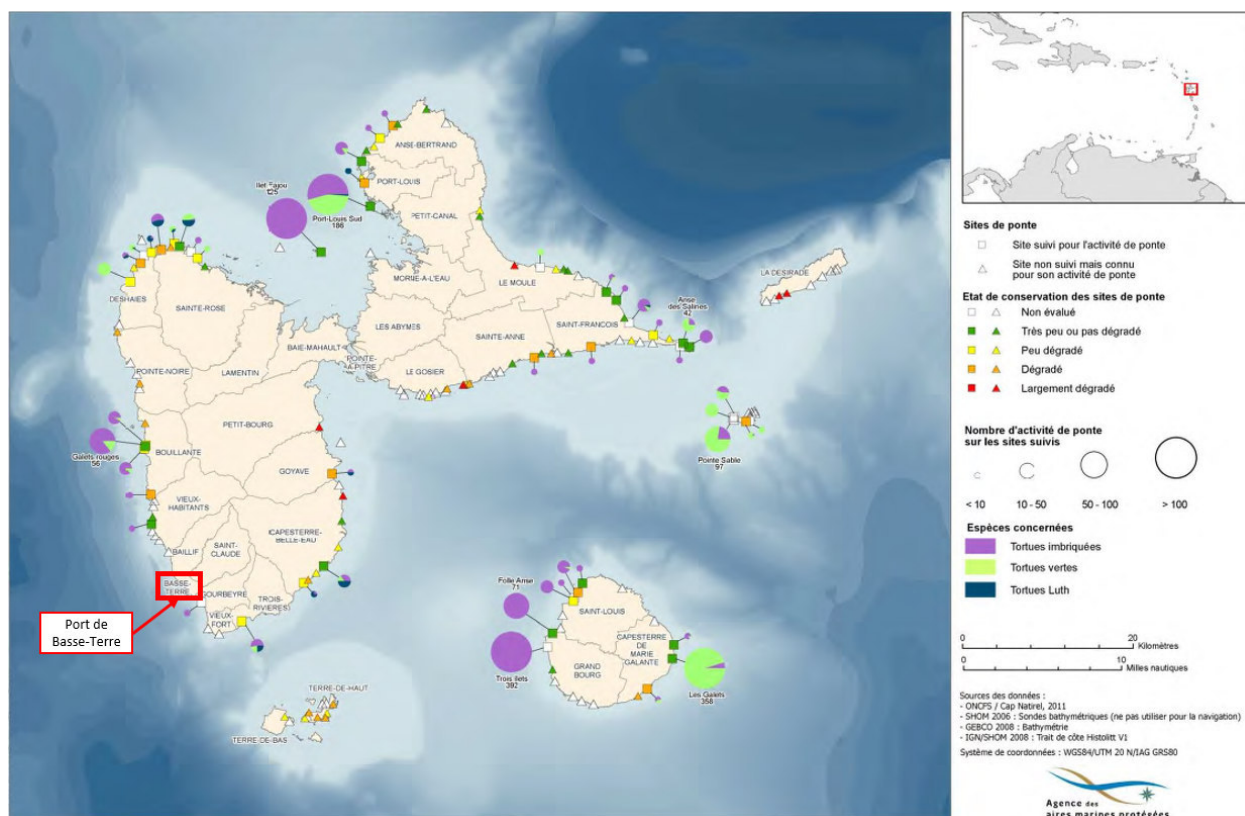 ANSE-BERTRAND
PORT-LOUIS
Port-Louis Sud
186
PETIT-CANAL
MORNE-A-L'EAU
LE MOULE
LA DESIRADE
Anse
des Salines
42
SAINT-FRANCOIS
SAINTE-ANNE
LES ABYMES
LE GOSIER
POINTE-
A-PITRE
BAIE-MAHAULT
DESHAIES
SAINTE-ROSE
LAMENTIN
POINTE-NOIRE
PETIT-BOURG
BOUILLANTE
Galets rouges
56
GOYAVE
VIEUX-
HABITANTS
CAPESTERRE-
BELLE-EAU
SAINT-
CLAUDE
BAILLIF
BASSE-
TERRE
GOURBEYRE
TROIS-
RIVIERES
VIEUX-
FORT
Port de
Basse-Terre
Pointe Sable
97
Folle Anse
71
SAINT-LOUIS
CAPESTERRE
DE
MARIE
GALANTE
GRAND
BOURG
Trois Ilets
392
Les Galets
358
TERRE-DE-HAUT
TERRE-DE-BAS
Sites de ponte
Site suivi pour l'activité de ponte
Site non suivi mais connu
pour son activité de ponte
Etat de conservation des sites de ponte
Non évalué
Très peu ou pas dégradé
Peu dégradé
Dégradé
Largement dégradé
Nombre d'activité de ponte
sur les sites suivis
< 10 10 - 50 50 - 100 > 100
Espèces concernées
Tortues imbriquées
Tortues vertes
Tortues Luth
0 20
Kilomètres
0 10
Milles nautiques
Sources des données :
- ONCFS / Cap Natirel, 2011
- SHOM 2006 : Sondes bathymétriques (ne pas utiliser pour la navigation)
- GEBCO 2008 : Bathymétrie
- IGN/SHOM 2008 : Trait de côte Histolitt V1
Système de coordonnées : WGS84/UTM 20 N/IAG GRS80
Agence des
aires marines protégées